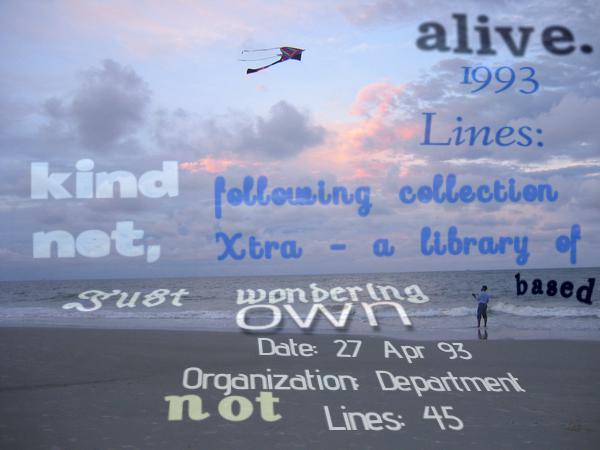 alive.
1993
Lines:
kind
not,
following collection
Xtra - a library of
based
Just wondering
own
Date: 27 Apr 93
Organization: Department
not
Lines: 45